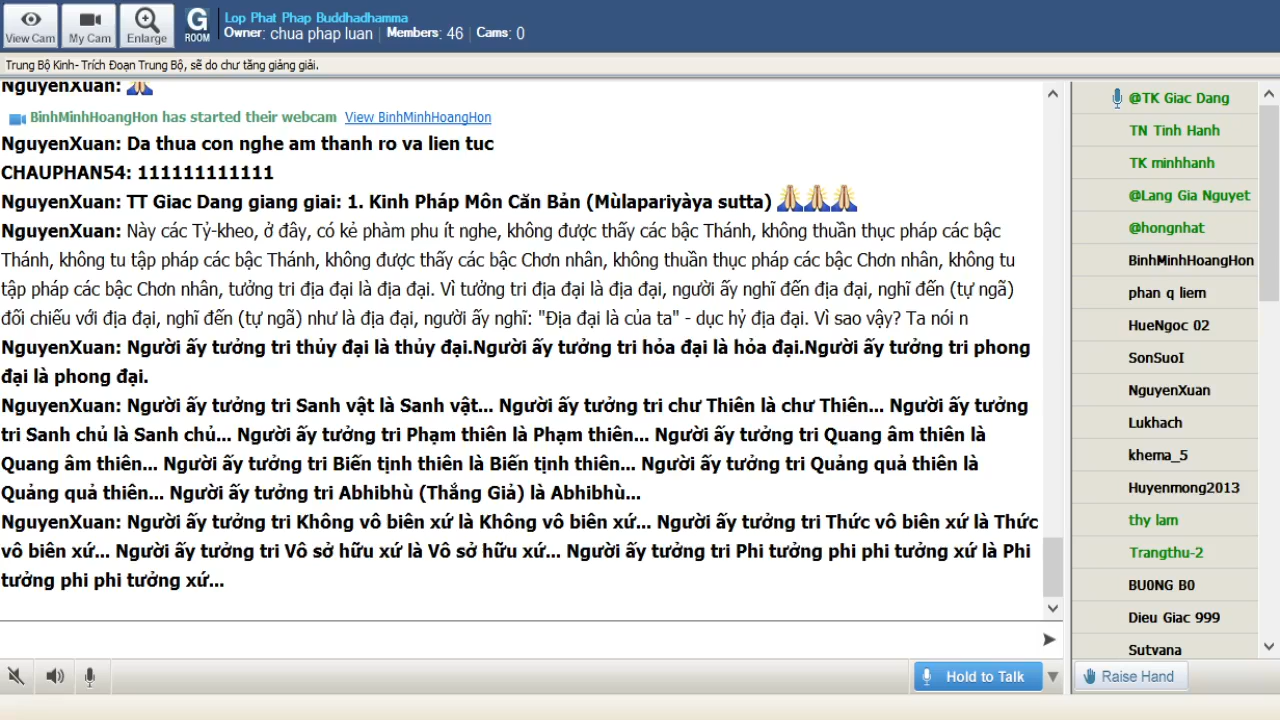 View Cam
My Cam
Enlarge
G ROOM
Lop Phat Phap Buddhadhamma
Owner: chua phap luan | Members: 46 | Cams: 0
Trung Bộ Kinh- Trích Đoạn Trung Bộ, sẽ do chư tăng giảng giải.
NguyenXuan:
BinhMinhHoangHon has started their webcam View BinhMinhHoangHon
NguyenXuan: Da thua con nghe am thanh ro va lien tuc
CHAUPHAN54: 111111111111
NguyenXuan: TT Giac Dang giang giai: 1. Kinh Pháp Môn Căn Bản (Mùlapariyàya sutta)
NguyenXuan: Này các Tỷ-kheo, ở đây, có kẻ phàm phu ít nghe, không được thấy các bậc Thánh, không thuần thục pháp các bậc
Thánh, không tu tập pháp các bậc Thánh, không được thấy các bậc Chơn nhân, không thuần thục pháp các bậc Chơn nhân, không tu
tập pháp các bậc Chơn nhân, tưởng tri địa đại là địa đại. Vì tưởng tri địa đại là địa đại, người ấy nghĩ đến địa đại, nghĩ đến (tự ngã)
đối chiếu với địa đại, nghĩ đến (tự ngã) như là địa đại, người ấy nghĩ: "Địa đại là của ta" - dục hỷ địa đại. Vì sao vậy? Ta nói n
NguyenXuan: Người ấy tưởng tri thủy đại là thủy đại.Người ấy tưởng tri hỏa đại là hỏa đại.Người ấy tưởng tri phong
đại là phong đại.
NguyenXuan: Người ấy tưởng tri Sanh vật là Sanh vật... Người ấy tưởng tri chư Thiên là chư Thiên... Người ấy tưởng
tri Sanh chủ là Sanh chủ... Người ấy tưởng tri Phạm thiên là Phạm thiên... Người ấy tưởng tri Quang âm thiên là
Quang âm thiên... Người ấy tưởng tri Biến tịnh thiên là Biến tịnh thiên... Người ấy tưởng tri Quảng quả thiên là
Quảng quả thiên... Người ấy tưởng tri Abhibhù (Thắng Giả) là Abhibhù...
NguyenXuan: Người ấy tưởng tri Không vô biên xứ là Không vô biên xứ... Người ấy tưởng tri Thức vô biên xứ là Thức
vô biên xứ... Người ấy tưởng tri Vô sở hữu xứ là Vô sở hữu xứ... Người ấy tưởng tri Phi tưởng phi phi tưởng xứ là Phi
tưởng phi phi tưởng xứ...
@TK Giac Dang
TN Tinh Hanh
TK minhhanh
@Lang Gia Nguyet
@hongnhat
BinhMinhHoangHon
phan q liem
HueNgoc 02
SonSuoI
NguyenXuan
Lukhach
khema_5
Huyenmong2013
thy lam
Trangthu-2
BU0NG B0
Dieu Giac 999
Sutvana
Hold to Talk
Raise Hand